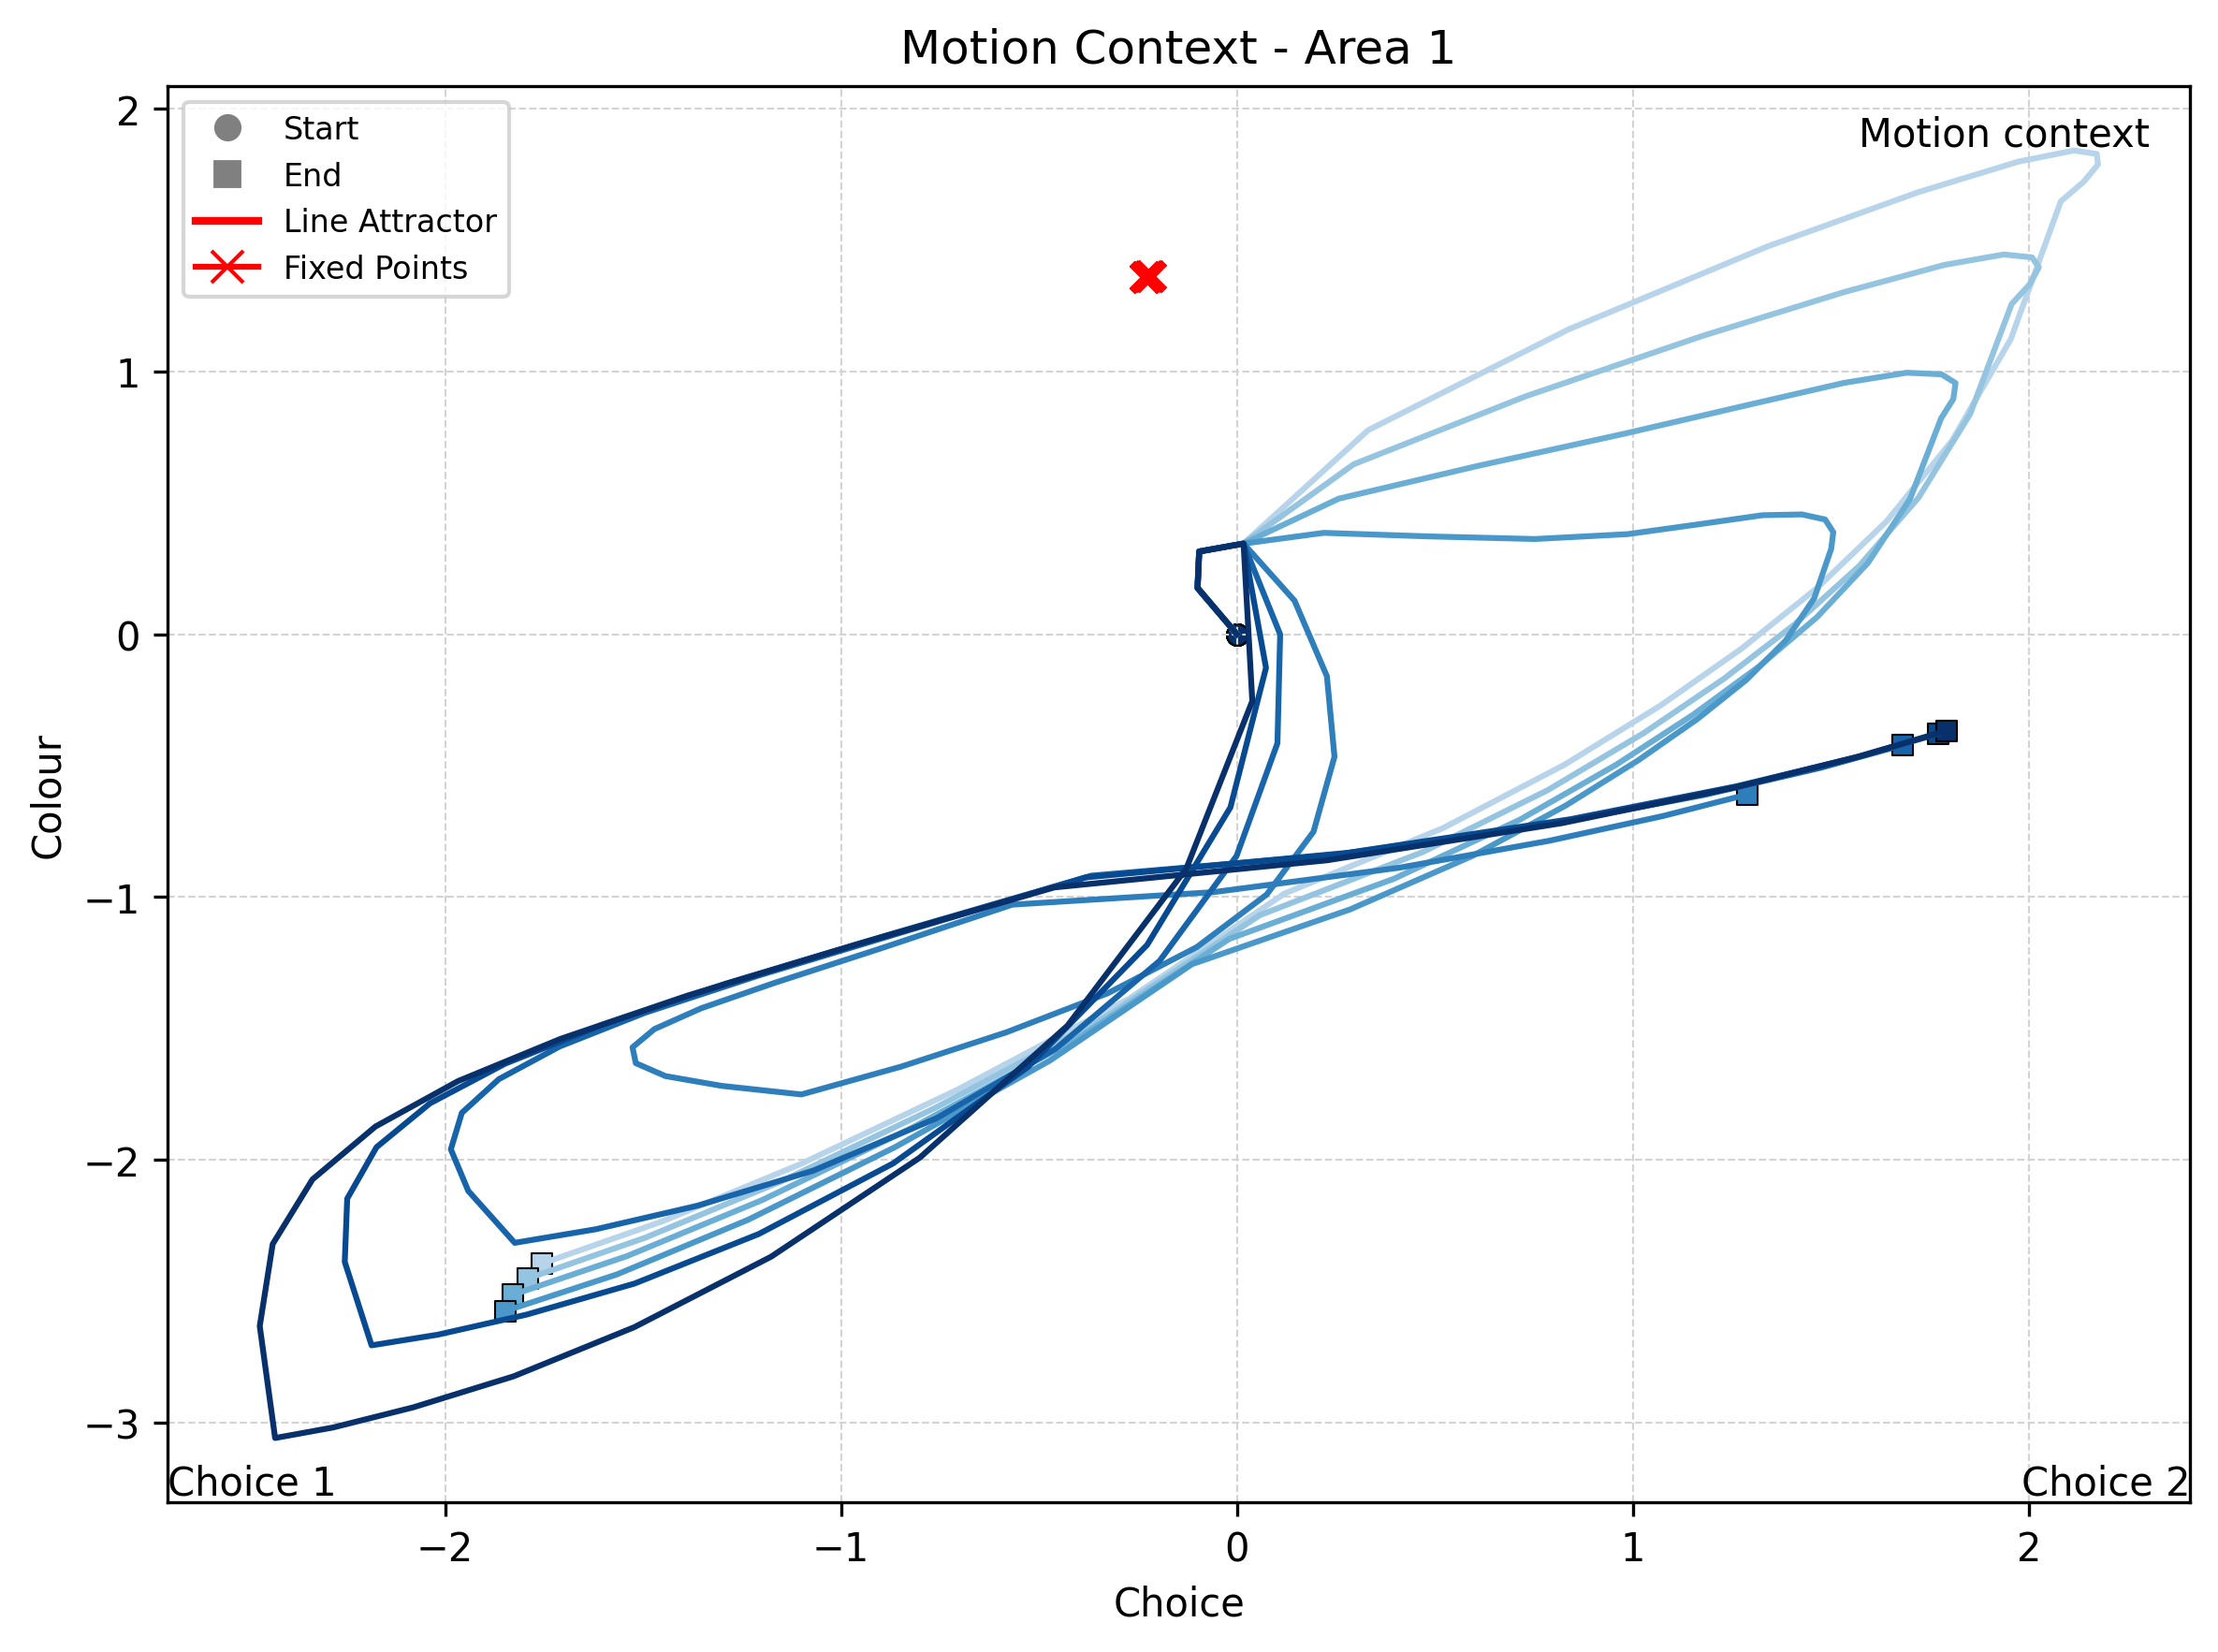 Motion Context - Area 1
Start
End
Line Attractor
Fixed Points
Motion context
Colour
2
1
0
−1
−2
−3
Choice 1
Choice 2
−2
−1
0
1
2
Choice